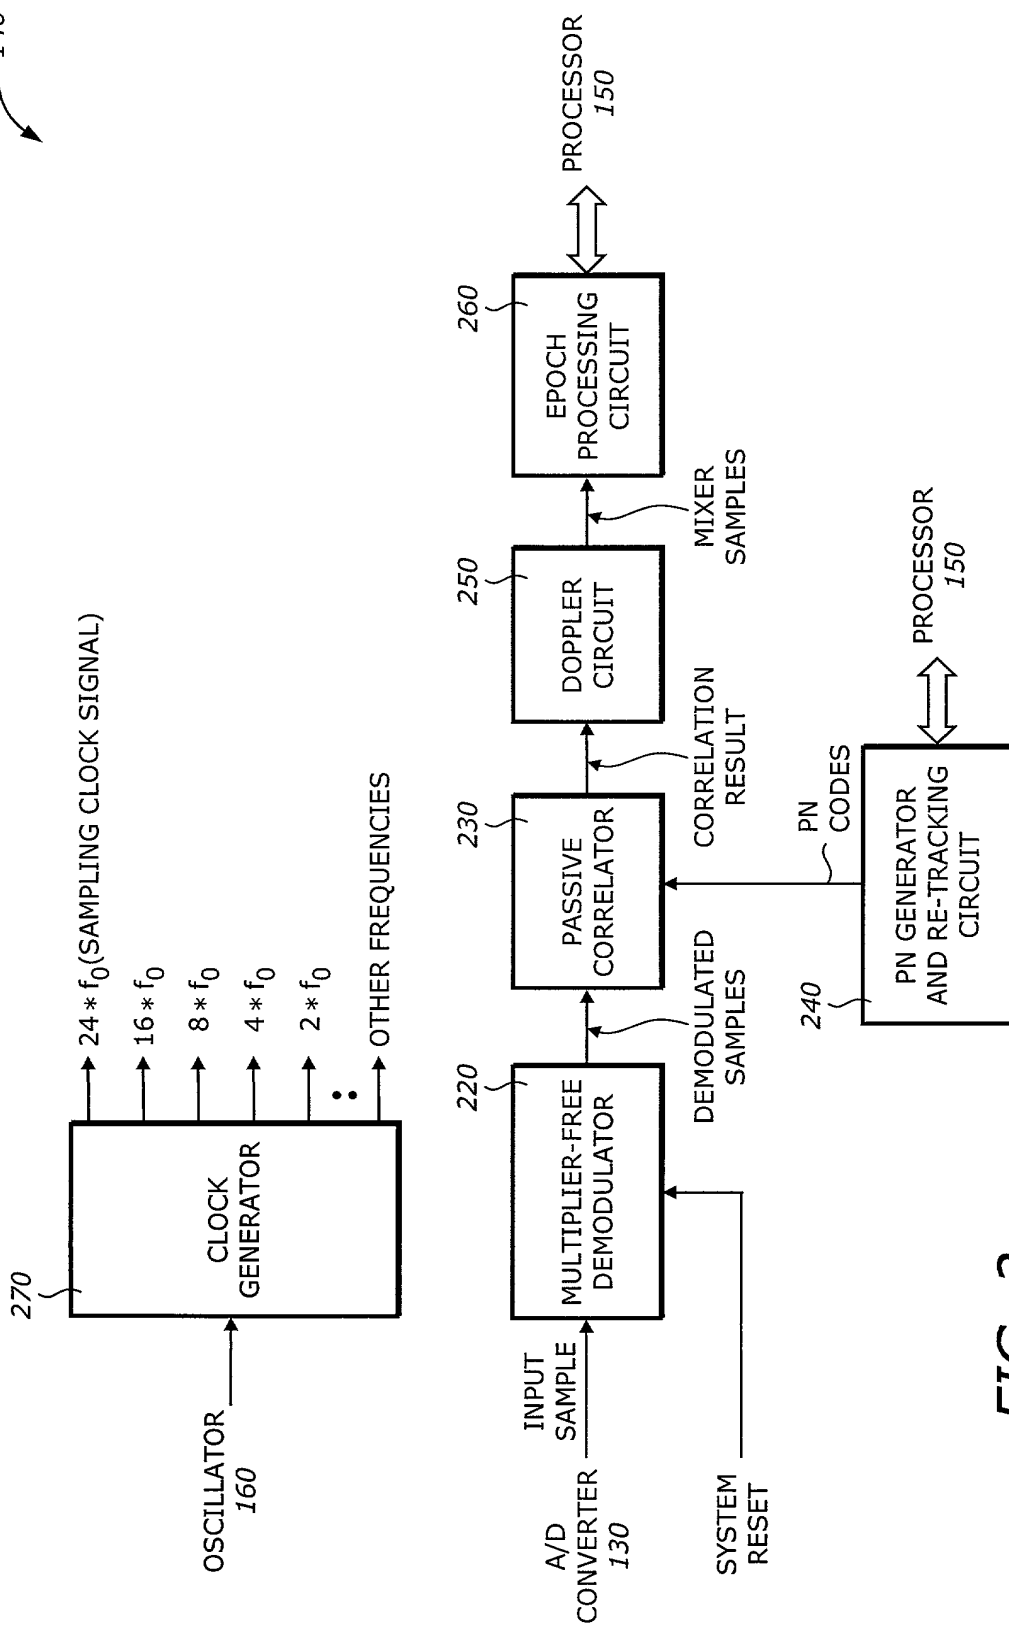 270
OSCILLATOR
160
CLOCK
GENERATOR
24 * f0(SAMPLING CLOCK SIGNAL)
16 * f0
8 * f0
4 * f0
2 * f0
OTHER FREQUENCIES
A/D
CONVERTER
130
INPUT
SAMPLE
220
MULTIPLIER-FREE
DEMODULATOR
SYSTEM
RESET
DEMODULATED
SAMPLES
230
PASSIVE
CORRELATOR
CORRELATION
RESULT
250
DOPPLER
CIRCUIT
MIXER
SAMPLES
260
EPOCH
PROCESSING
CIRCUIT
PROCESSOR
150
240
PN GENERATOR
AND RE-TRACKING
CIRCUIT
PN
CODES
PROCESSOR
150
FIG.